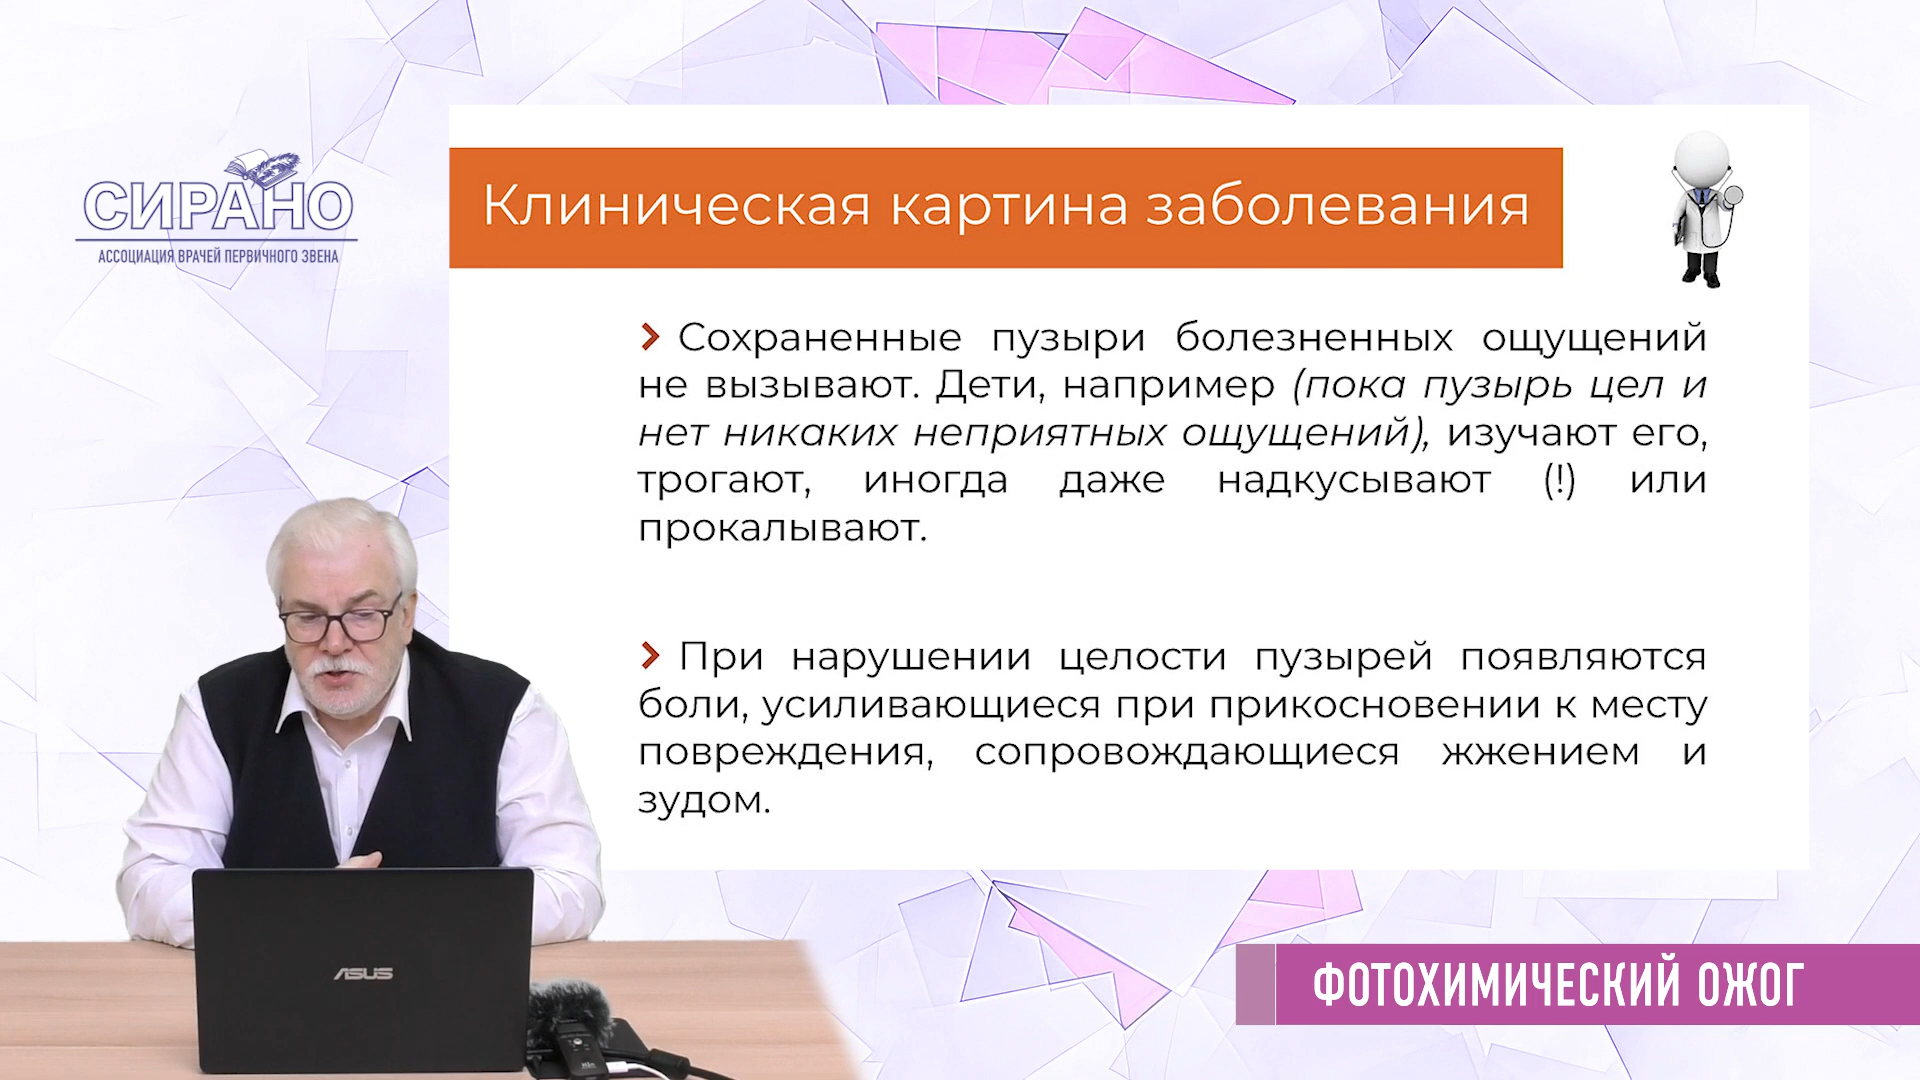 СИРАНО
АССОЦИАЦИЯ ВРАЧЕЙ ПЕРВИЧНОГО ЗВЕНА
Клиническая картина заболевания
Сохраненные пузыри болезненных ощущений
не вызывают. Дети, например (пока пузырь цел и
нет никаких неприятных ощущений), изучают его,
трогают, иногда даже надкусывают (!) или
прокалывают.
При нарушении целости пузырей появляются
боли, усиливающиеся при прикосновении к месту
повреждения, сопровождающиеся жжением и
зудом.
ASUS
ФОТОХИМИЧЕСКИЙ ОЖОГ